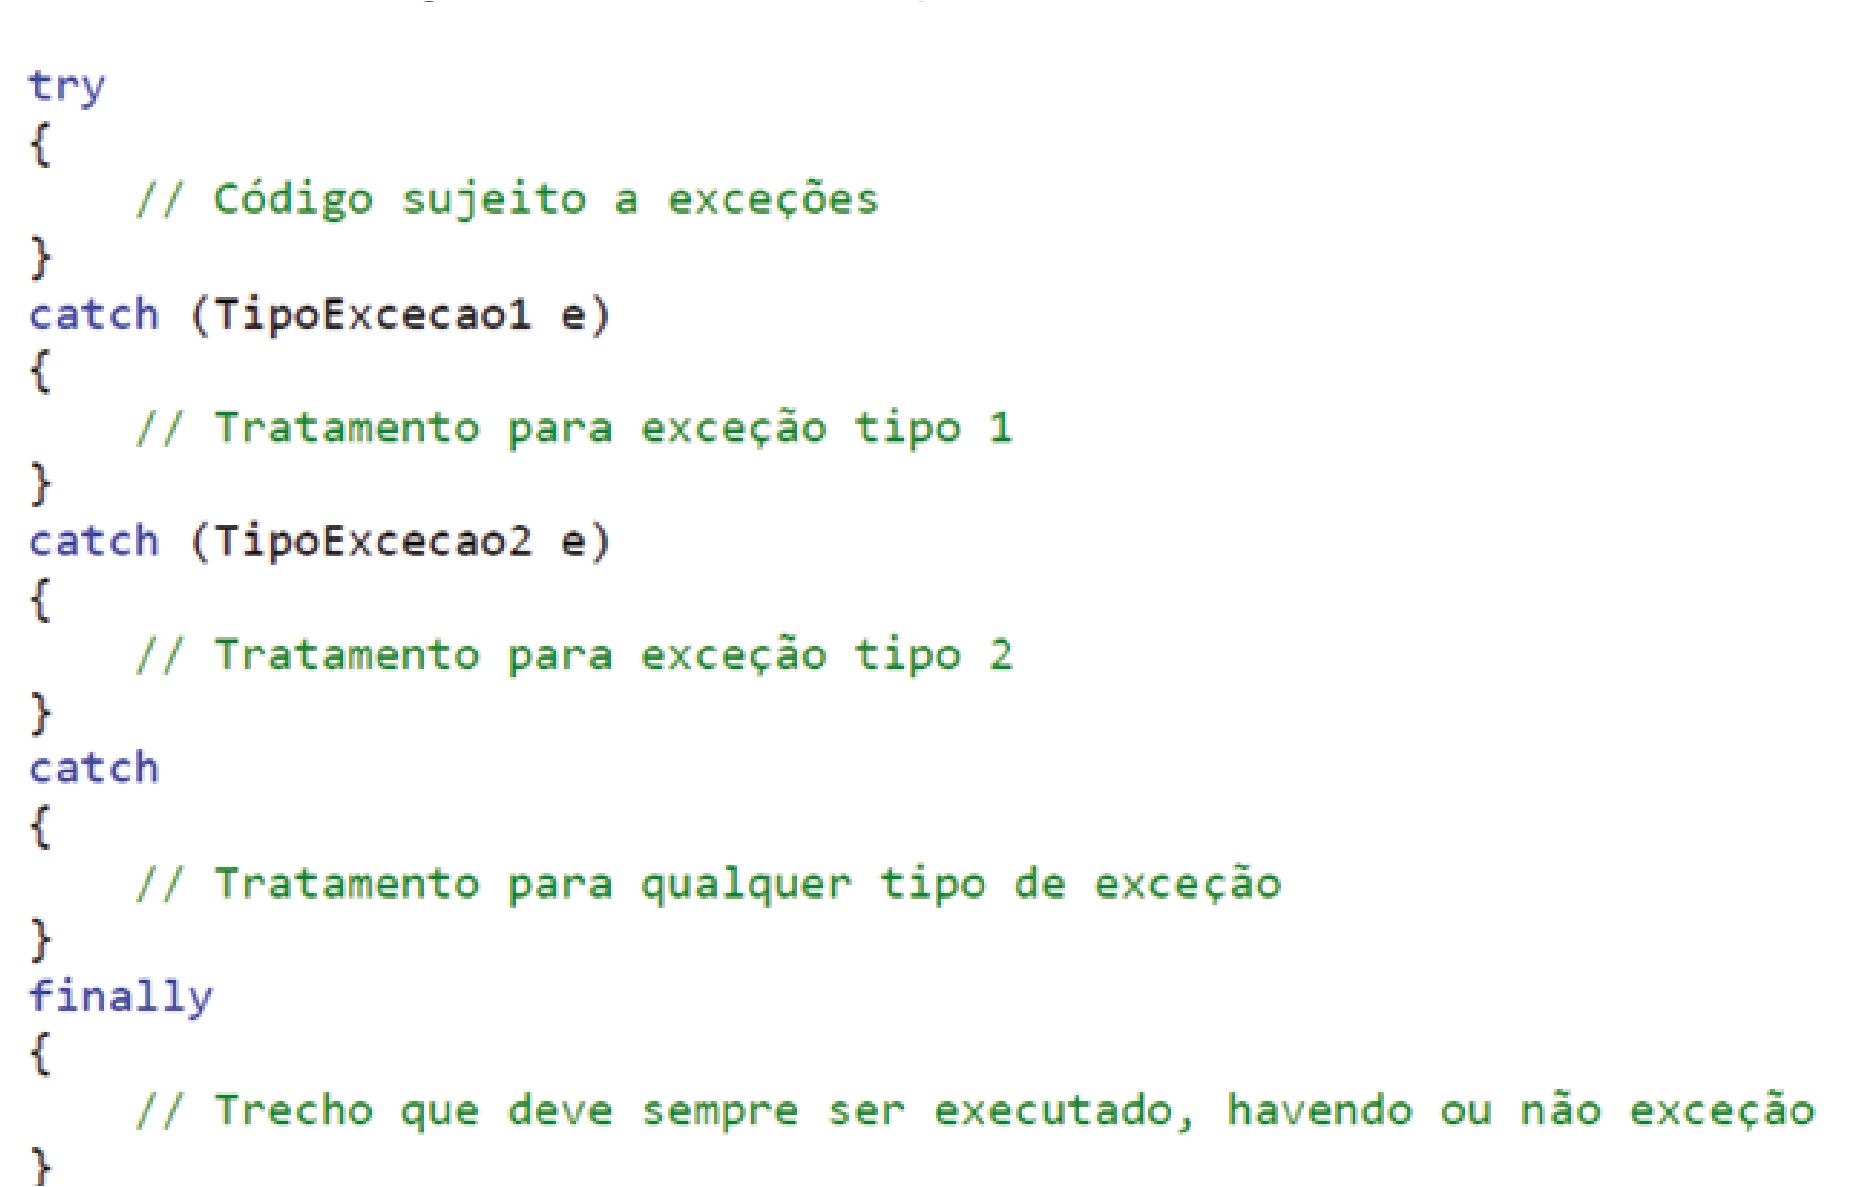 try
{
    // Código sujeito a exceções
}
catch (TipoExcecao1 e)
{
    // Tratamento para exceção tipo 1
}
catch (TipoExcecao2 e)
{
    // Tratamento para exceção tipo 2
}
catch
{
    // Tratamento para qualquer tipo de exceção
}
finally
{
    // Trecho que deve sempre ser executado, havendo ou não exceção
}